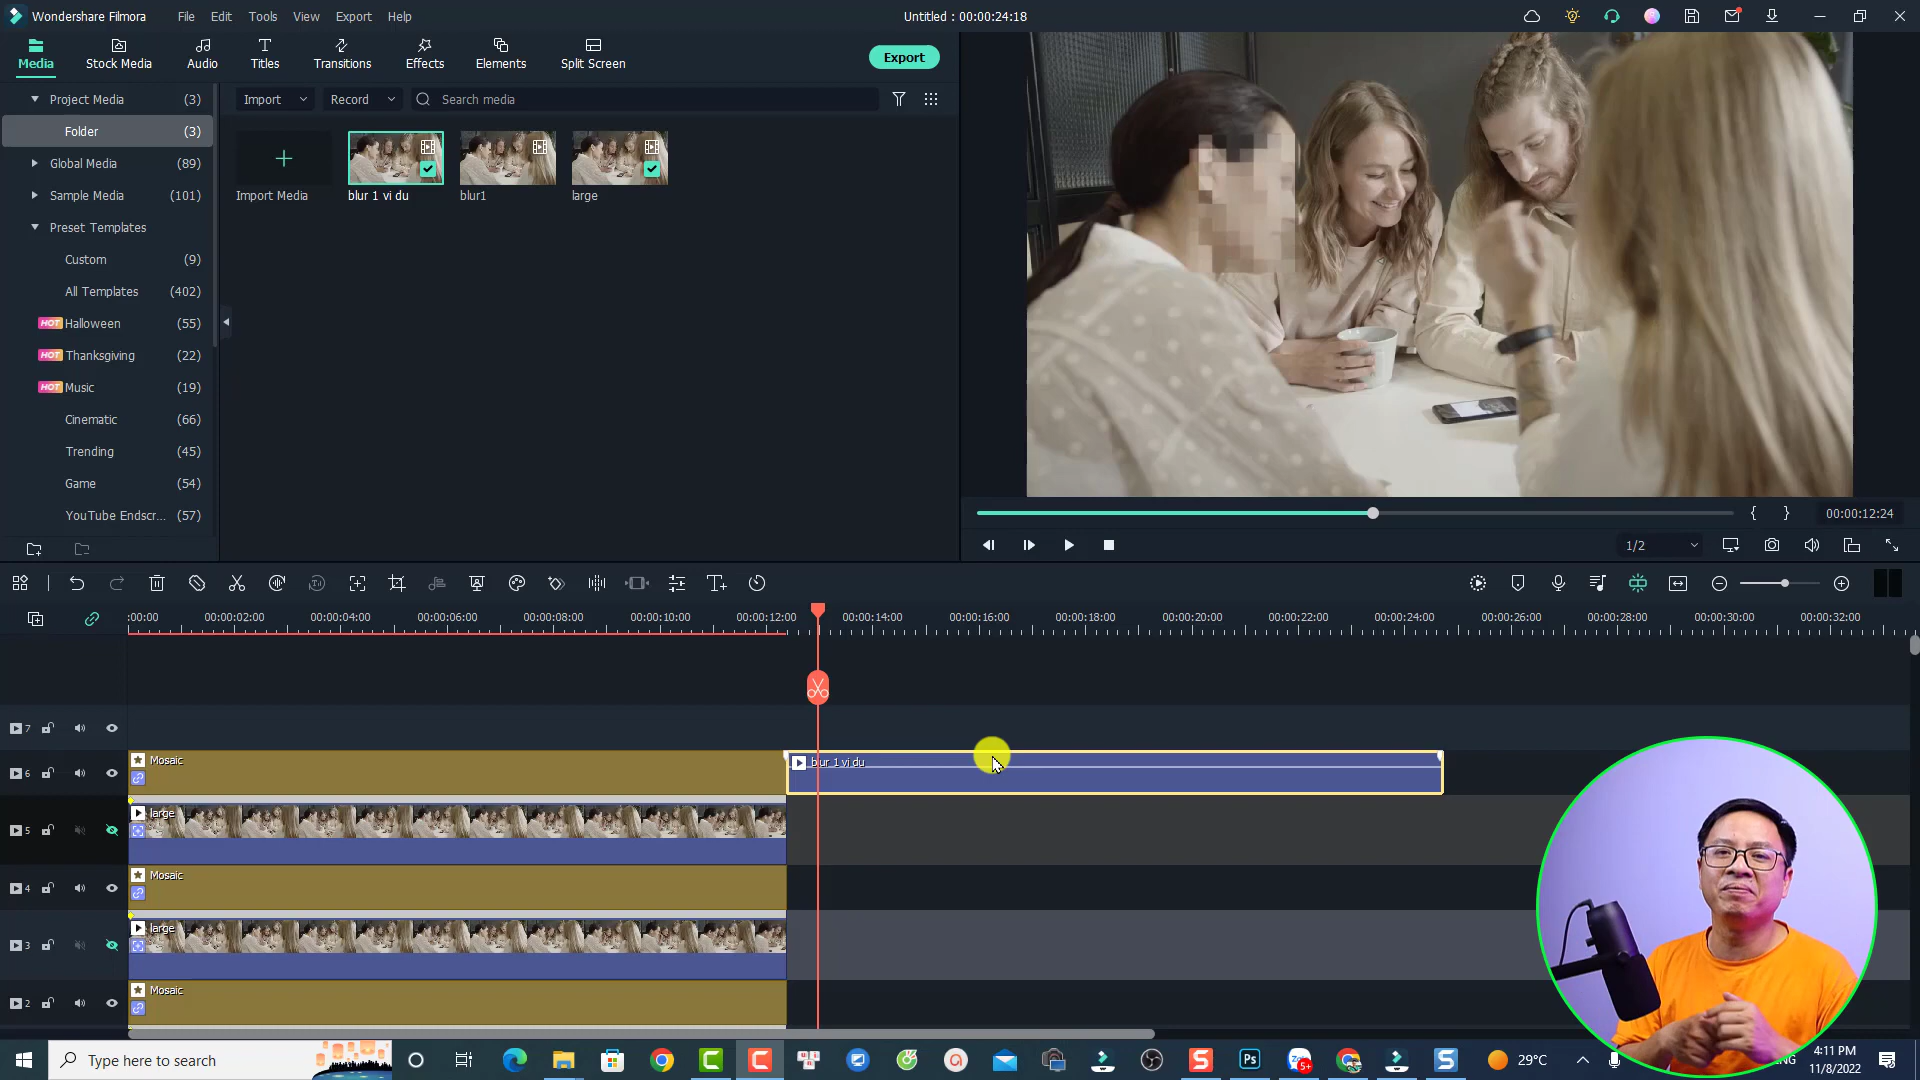 Wondershare Filmora
File
Edit
Tools
View
Export
Help
Untitled : 00:00:24:18
Media
Stock Media
Audio
Titles
Transitions
Effects
Elements
Split Screen
Export
Project Media (3)
Folder (3)
Global Media (89)
Sample Media (101)
Preset Templates
Custom (9)
All Templates (402)
HOT Halloween (55)
HOT Thanksgiving (22)
HOT Music (19)
Cinematic (66)
Trending (45)
Game (54)
YouTube Endscr... (57)
Import
Record
Search media
Import Media
blur 1 vi du
blur1
large
{ } 00:00:12:24
1/2
:00:00
00:00:02:00
00:00:04:00
00:00:06:00
00:00:08:00
00:00:10:00
00:00:12:00
00:00:14:00
00:00:16:00
00:00:18:00
00:00:20:00
00:00:22:00
00:00:24:00
00:00:26:00
00:00:28:00
00:00:30:00
00:00:32:00
7
6
Mosaic
blur 1 vi du
5
large
4
Mosaic
3
large
2
Mosaic
Type here to search
Ps
5+
29°C
4:11 PM
11/8/2022